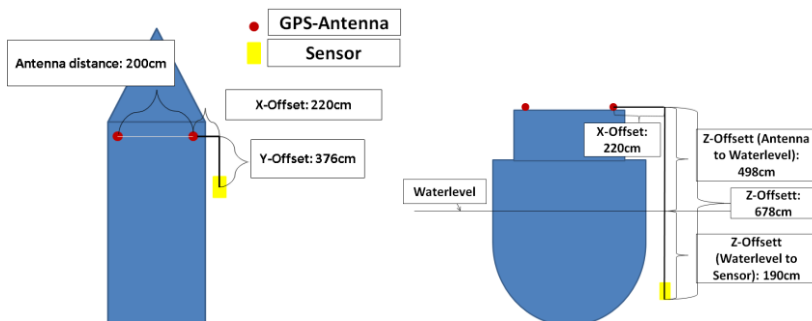 GPS-Antenna
Sensor
Antenna distance: 200cm
X-Offset: 220cm
Y-Offset: 376cm
X-Offset:
220cm
Z-Offsett (Antenna
to Waterlevel):
498cm
Z-Offsett:
678cm
Waterlevel
Z-Offsett
(Waterlevel to
Sensor): 190cm